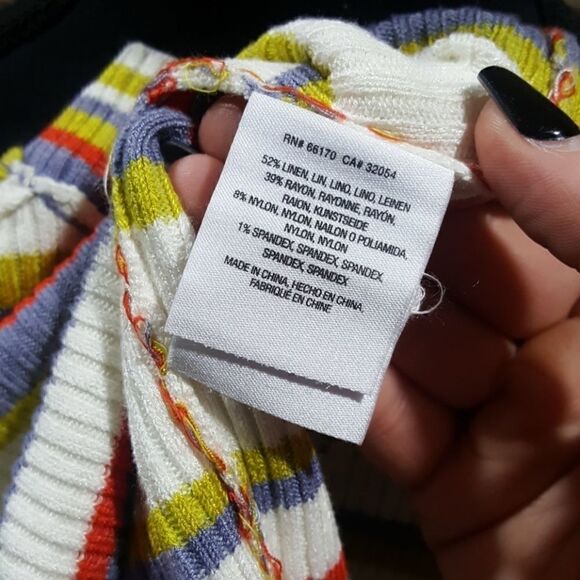 RN# 66170 CA# 32054
52% LINEN, LIN, LINO, LINO, LEINEN
39% RAYON, RAYONNE, RAYÓN,
RAION, KUNSTSEIDE
8% NYLON, NYLON, NAILON O POLIAMIDA,
NYLON, NYLON
1% SPANDEX, SPANDEX, SPANDEX,
SPANDEX, SPANDEX
MADE IN CHINA, HECHO EN CHINA,
FABRIQUÉ EN CHINE